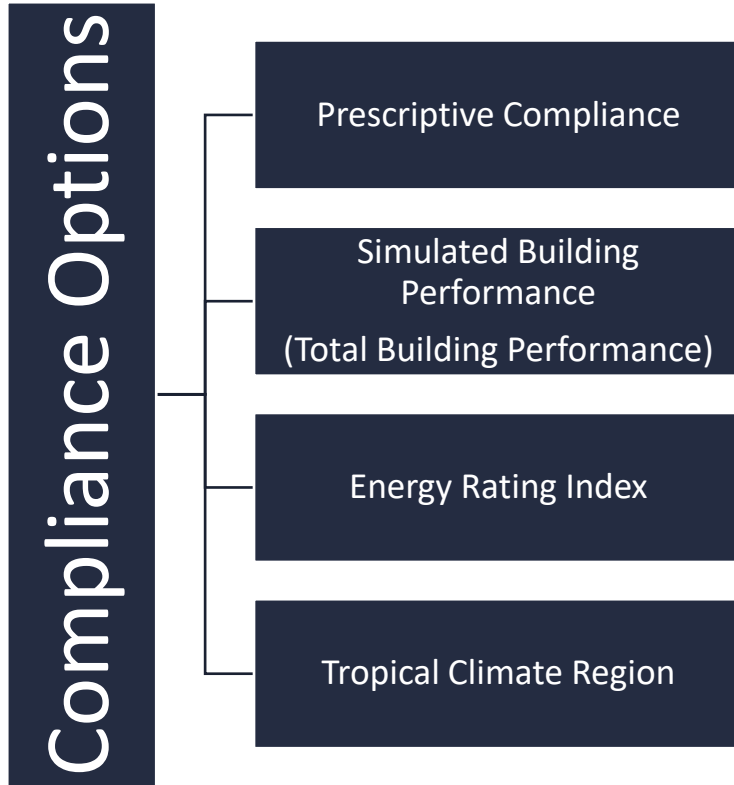 Compliance Options
Prescriptive Compliance
Simulated Building
Performance
(Total Building Performance)
Energy Rating Index
Tropical Climate Region